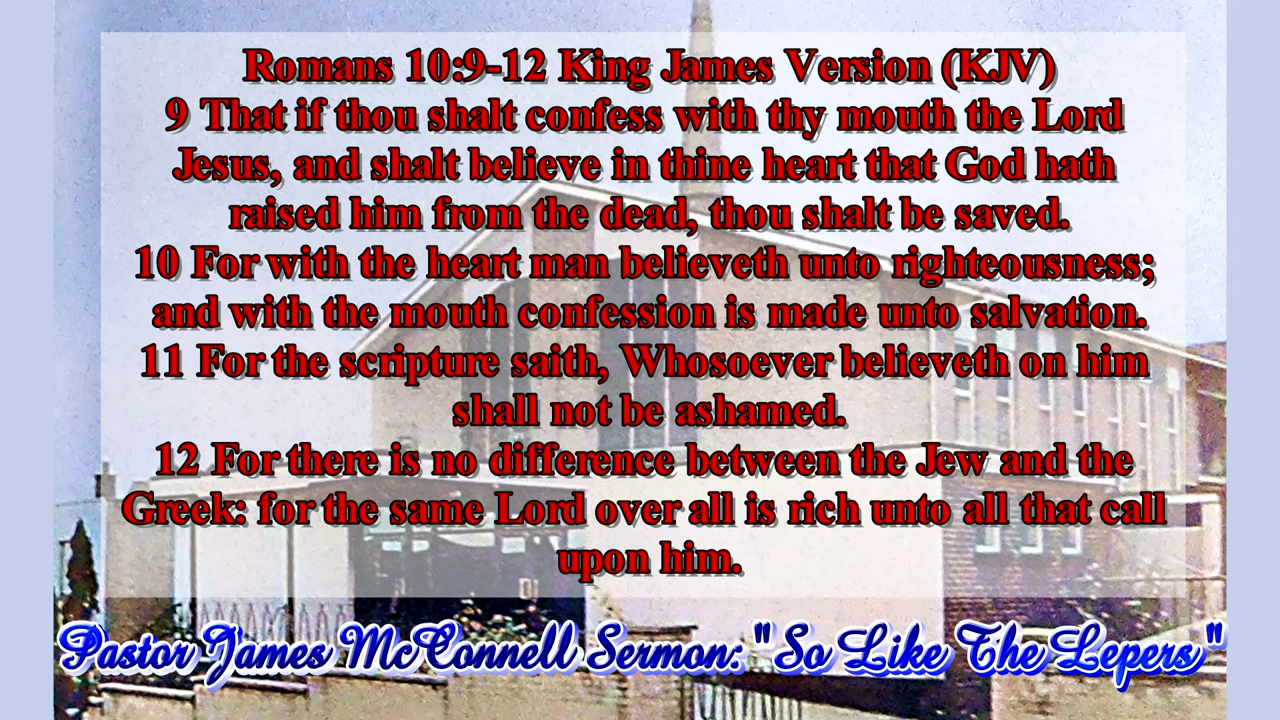 Romans 10:9-12 King James Version (KJV)
9 That if thou shalt confess with thy mouth the Lord
Jesus, and shalt believe in thine heart that God hath
raised him from the dead, thou shalt be saved.
10 For with the heart man believeth unto righteousness;
and with the mouth confession is made unto salvation.
11 For the scripture saith, Whosoever believeth on him
shall not be ashamed.
12 For there is no difference between the Jew and the
Greek: for the same Lord over all is rich unto all that call
upon him.
Pastor James McConnell Sermon: "So Like The Lepers "